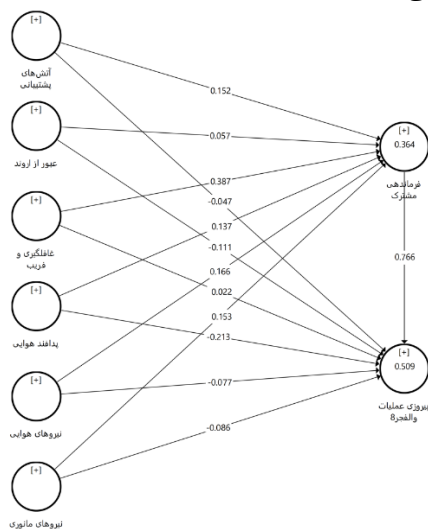 [+]
آتش‌های
پشتیبانی
[+]
عبور از اروند
[+]
غافلگیری و
فریب
[+]
پدافند هوایی
[+]
نیروهای هوایی
[+]
نیروهای مانوری
0.152
0.057
0.387
-0.047
0.137
-0.111
0.166
0.022
0.153
-0.213
-0.077
-0.086
[+]
0.364
فرماندهی
مشترک
0.766
[+]
0.509
پیروزی عملیات
والفجر8